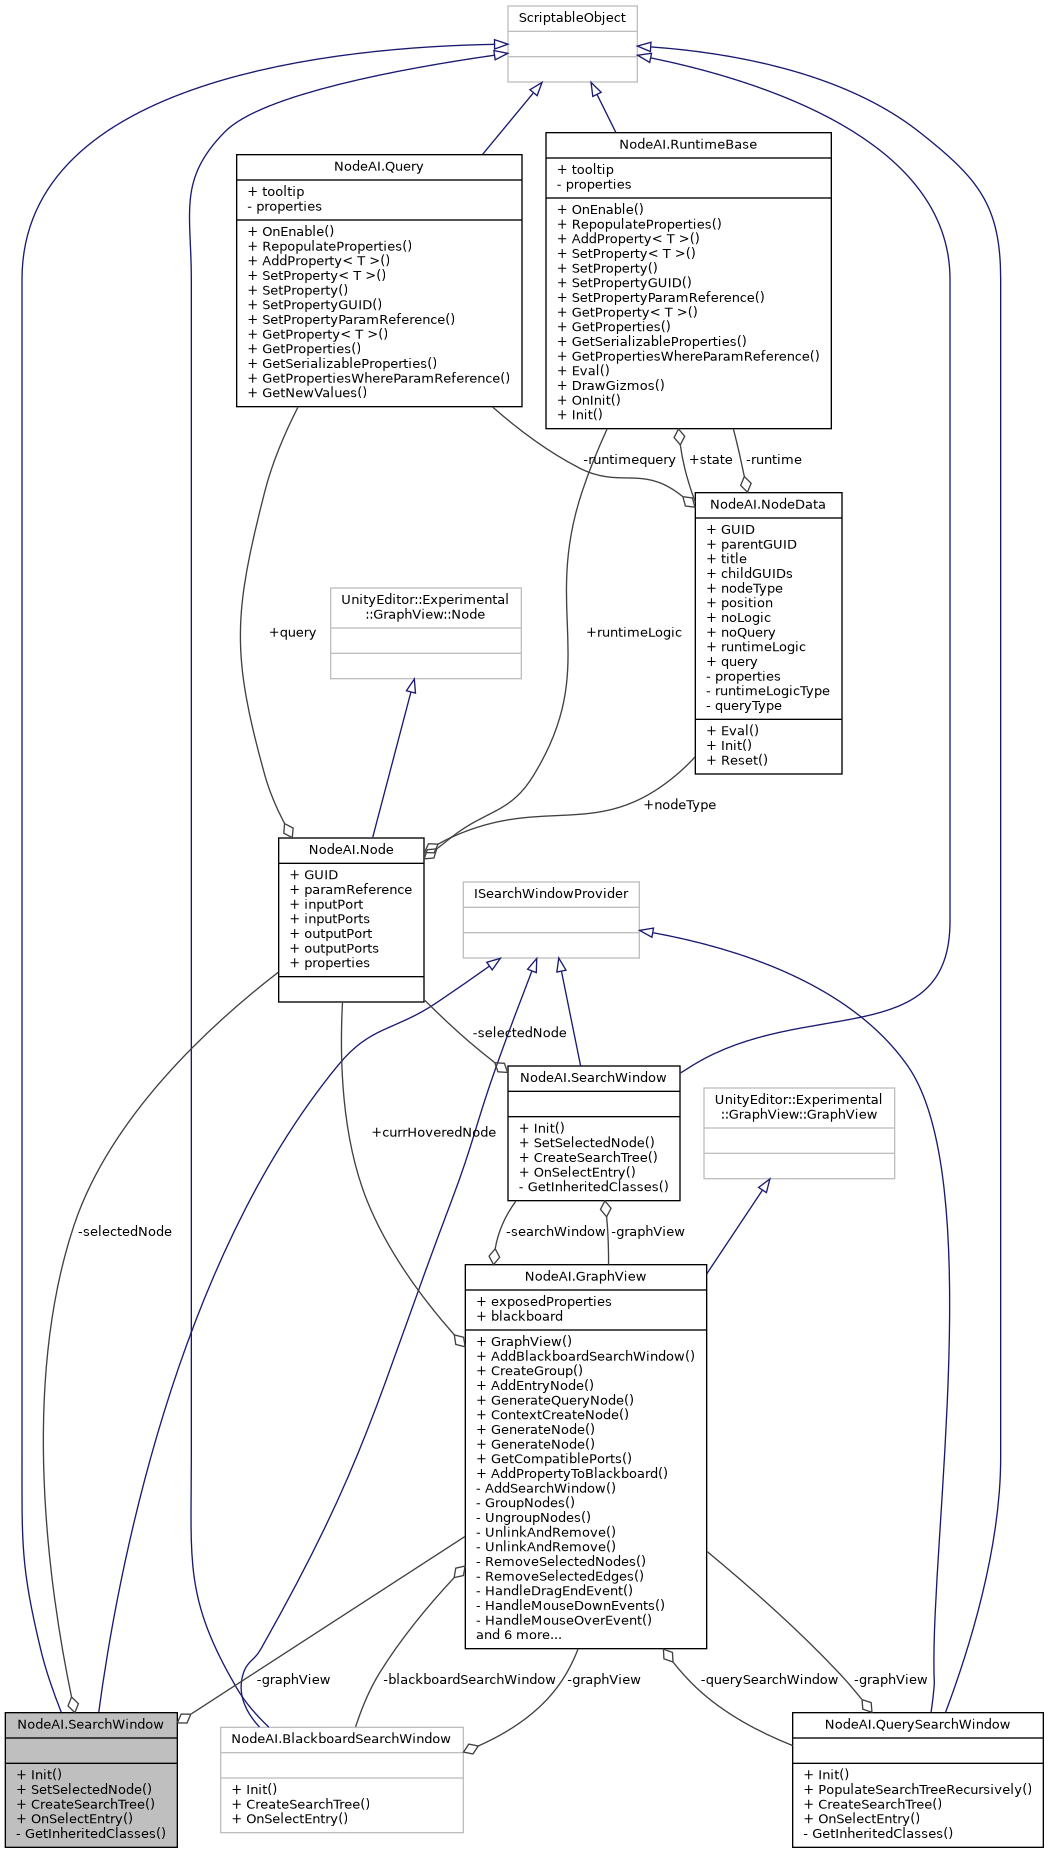 ScriptableObject
NodeAI.RuntimeBase
+ tooltip
- properties
+ OnEnable()
+ RepopulateProperties()
+ AddProperty< T >()
+ SetProperty< T >()
+ SetProperty()
+ SetPropertyGUID()
+ SetPropertyParamReference()
+ GetProperty< T >()
+ GetProperties()
+ GetSerializableProperties()
+ GetPropertiesWhereParamReference()
+ Eval()
+ DrawGizmos()
+ OnInit()
+ Init()
NodeAI.Query
+ tooltip
- properties
+ OnEnable()
+ RepopulateProperties()
+ AddProperty< T >()
+ SetProperty< T >()
+ SetProperty()
+ SetPropertyGUID()
+ SetPropertyParamReference()
+ GetProperty< T >()
+ GetProperties()
+ GetSerializableProperties()
+ GetPropertiesWhereParamReference()
+ GetNewValues()
-runtimequery
+state
-runtime
NodeAI.NodeData
+ GUID
+ parentGUID
+ title
+ childGUIDs
+ nodeType
+ position
+ noLogic
+ noQuery
+ runtimeLogic
+ query
- properties
- runtimeLogicType
- queryType
+ Eval()
+ Init()
+ Reset()
UnityEditor::Experimental
::GraphView::Node
+query
+runtimeLogic
+nodeType
NodeAI.Node
+ GUID
+ paramReference
+ inputPort
+ inputPorts
+ outputPort
+ outputPorts
+ properties
ISearchWindowProvider
-selectedNode
NodeAI.SearchWindow
+ Init()
+ SetSelectedNode()
+ CreateSearchTree()
+ OnSelectEntry()
- GetInheritedClasses()
UnityEditor::Experimental
::GraphView::GraphView
+currHoveredNode
-selectedNode
-searchWindow
-graphView
NodeAI.GraphView
+ exposedProperties
+ blackboard
+ GraphView()
+ AddBlackboardSearchWindow()
+ CreateGroup()
+ AddEntryNode()
+ GenerateQueryNode()
+ ContextCreateNode()
+ GenerateNode()
+ GenerateNode()
+ GetCompatiblePorts()
+ AddPropertyToBlackboard()
- AddSearchWindow()
- GroupNodes()
- UngroupNodes()
- UnlinkAndRemove()
- UnlinkAndRemove()
- RemoveSelectedNodes()
- RemoveSelectedEdges()
- HandleDragEndEvent()
- HandleMouseDownEvents()
- HandleMouseOverEvent()
and 6 more...
-graphView
-blackboardSearchWindow
-graphView
-querySearchWindow
-graphView
NodeAI.SearchWindow
+ Init()
+ SetSelectedNode()
+ CreateSearchTree()
+ OnSelectEntry()
- GetInheritedClasses()
NodeAI.BlackboardSearchWindow
+ Init()
+ CreateSearchTree()
+ OnSelectEntry()
NodeAI.QuerySearchWindow
+ Init()
+ PopulateSearchTreeRecursively()
+ CreateSearchTree()
+ OnSelectEntry()
- GetInheritedClasses()